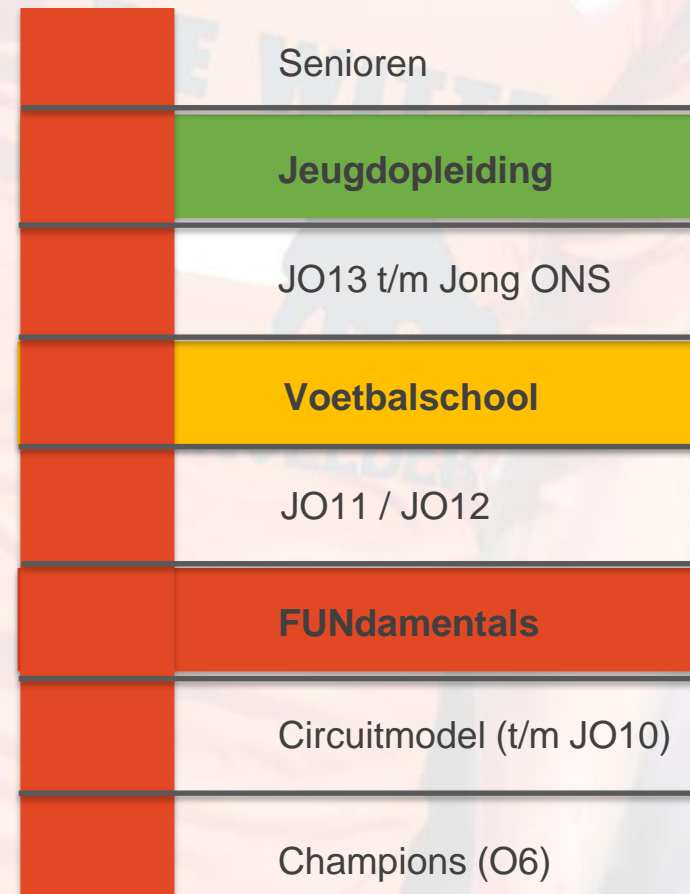 Senioren
Jeugdopleiding
JO13 t/m Jong ONS
Voetbalschool
JO11 / JO12
FUNdamentals
Circuitmodel (t/m JO10)
Champions (O6)